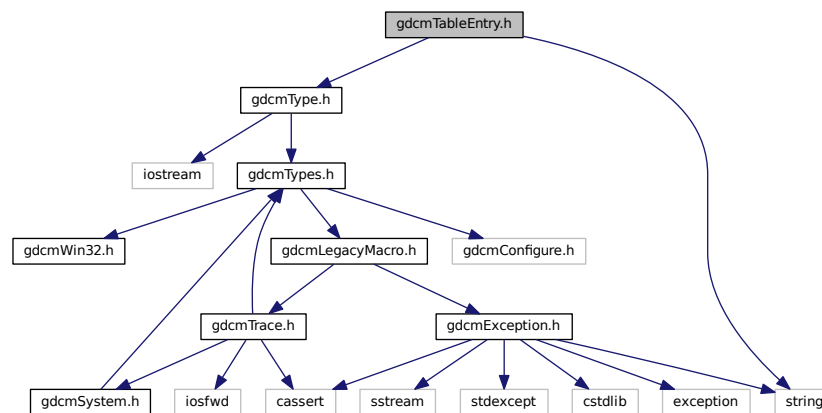 gdcmTableEntry.h
gdcmType.h
iostream
gdcmTypes.h
gdcmWin32.h
gdcmLegacyMacro.h
gdcmConfigure.h
gdcmTrace.h
gdcmException.h
gdcmSystem.h
iosfwd
cassert
sstream
stdexcept
cstdlib
exception
string